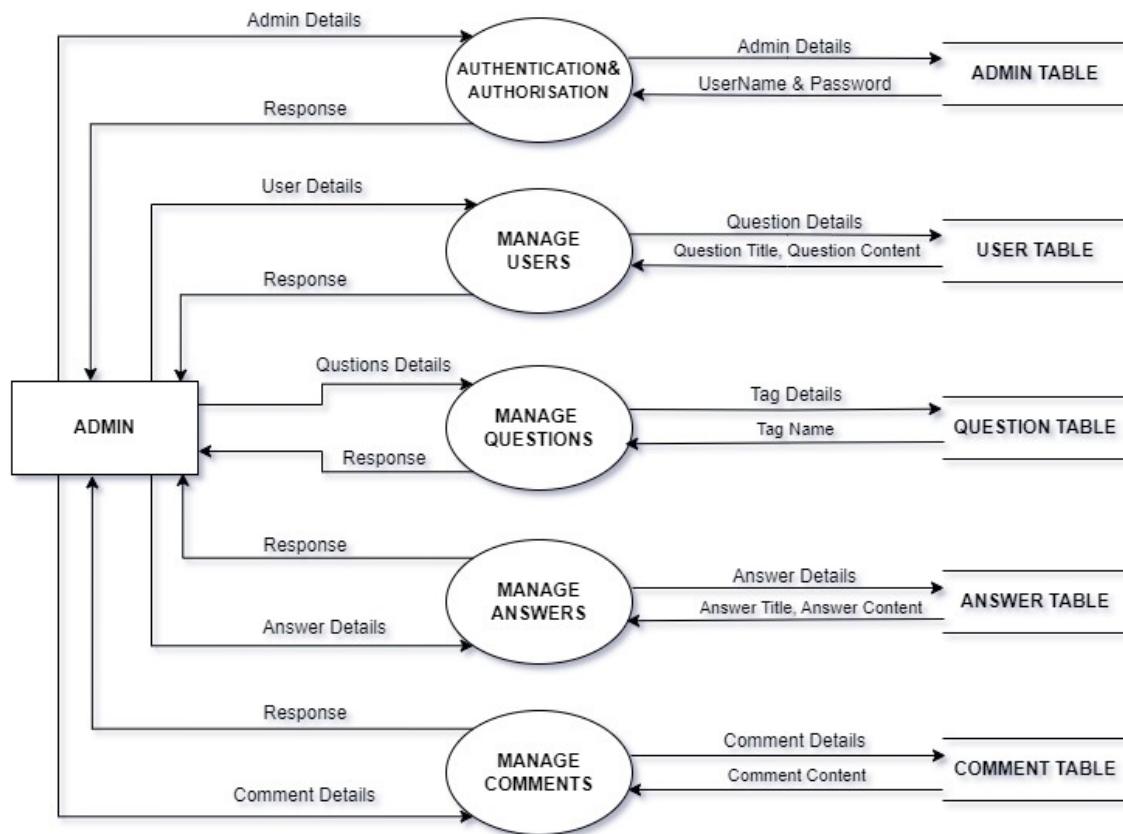 Admin Details
AUTHENTICATION&
AUTHORISATION
Admin Details
UserName & Password
ADMIN TABLE
Response
User Details
MANAGE
USERS
Question Details
Question Title, Question Content
USER TABLE
Response
ADMIN
Qustions Details
MANAGE
QUESTIONS
Tag Details
Tag Name
QUESTION TABLE
Response
Response
MANAGE
ANSWERS
Answer Details
Answer Title, Answer Content
ANSWER TABLE
Answer Details
Response
MANAGE
COMMENTS
Comment Details
Comment Content
COMMENT TABLE
Comment Details